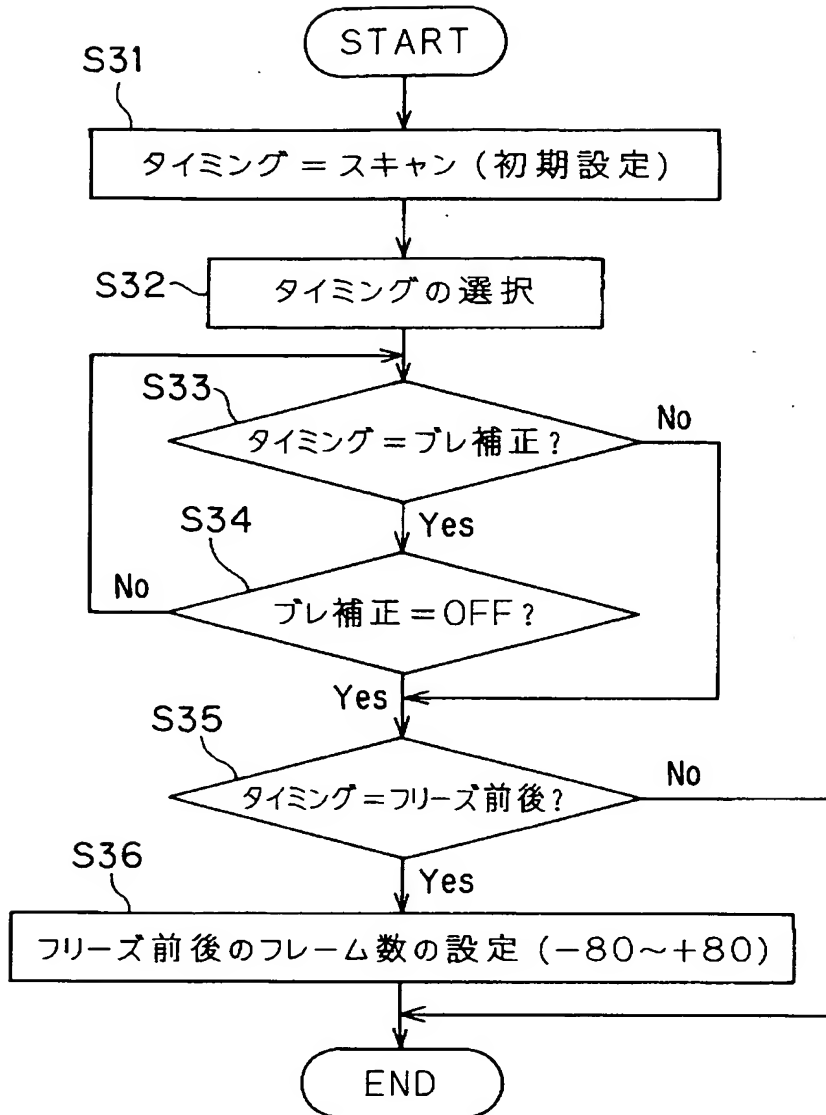 START
S31
タイミング=スキャン(初期設定)
S32
タイミングの選択
S33
タイミング=ブレ補正?
No
Yes
S34
ブレ補正=OFF?
No
Yes
S35
タイミング=フリーズ前後?
No
Yes
S36
フリーズ前後のフレーム数の設定(-80~+80)
END